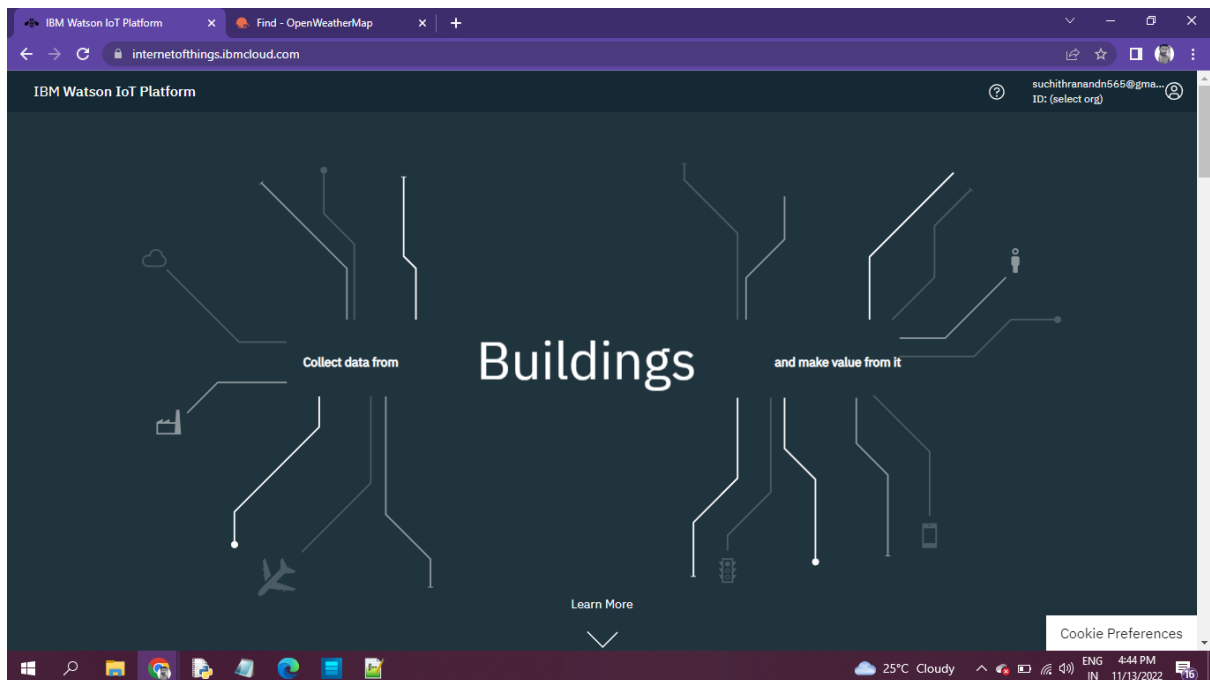 IBM Watson IoT Platform
Find - OpenWeatherMap
internetofthings.ibmcloud.com
IBM Watson IoT Platform
suchithranandn565@gma...
ID: (select org)
Collect data from
Buildings
and make value from it
Learn More
Cookie Preferences
25°C Cloudy
ENG
IN
4:44 PM
11/13/2022
16